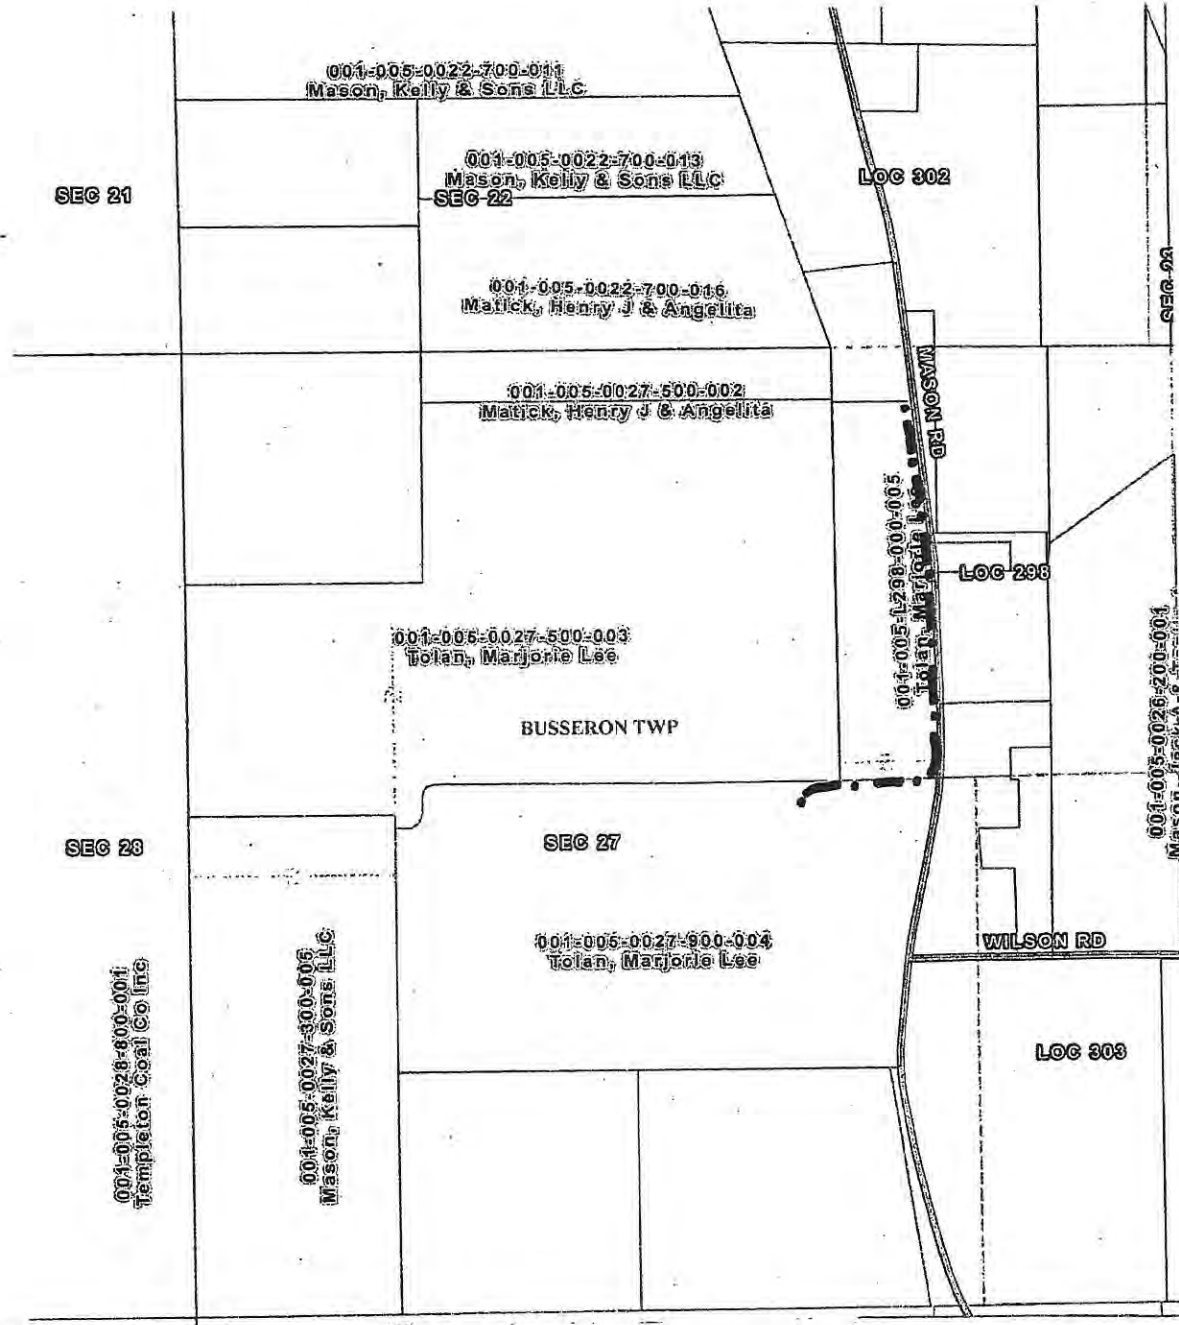 001-005-0022-700-011
Mason, Kelly & Sons LLC
001-005-0022-700-013
Mason, Kelly & Sons LLC
SEC 21
SEC 22
LOC 302
001-005-0022-700-016
Matick, Henry J & Angelita
MASON RD
001-005-0027-500-002
Matick, Henry J & Angelita
001-005-L298-000-005
Tolan, Marjorie
LOC 298
001-005-0027-500-003
Tolan, Marjorie Lee
BUSSERON TWP
001-005-0026-200-001
Mason,
SEC 28
SEC 27
001-005-0027-900-004
Tolan, Marjorie Lee
WILSON RD
001-005-0028-800-001
Templeton Coal Co Inc
001-005-0027-300-005
Mason, Kelly & Sons LLC
LOC 303